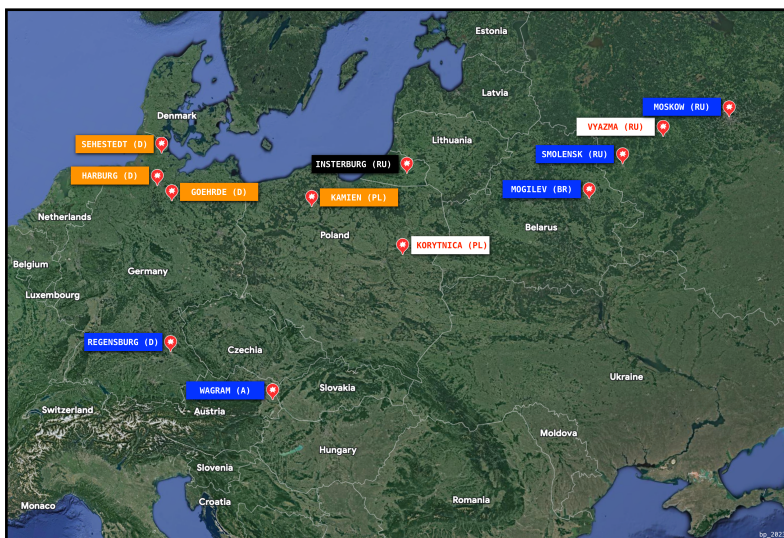 Estonia
Latvia
MOSKOW (RU)
Denmark
VYAZMA (RU)
SEHESTEDT (D)
Lithuania
SMOLENSK (RU)
INSTERBURG (RU)
HARBURG (D)
GOEHRDE (D)
KAMIEN (PL)
MOGILEV (BR)
Netherlands
Poland
Belarus
KORYTNICA (PL)
Belgium
Germany
Luxembourg
REGENSBURG (D)
Czechia
Ukraine
WAGRAM (A)
Slovakia
Switzerland
Austria
Moldova
Hungary
Slovenia
Romania
Croatia
Monaco